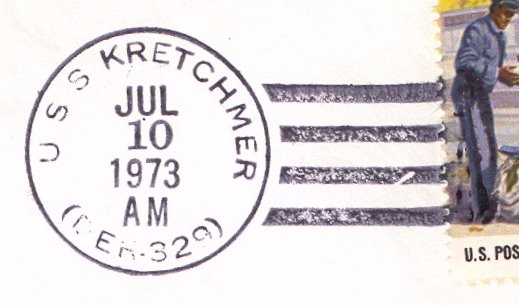 USS KRETCHMER
JUL
10
1973
AM
(DER-329)
U.S. POS